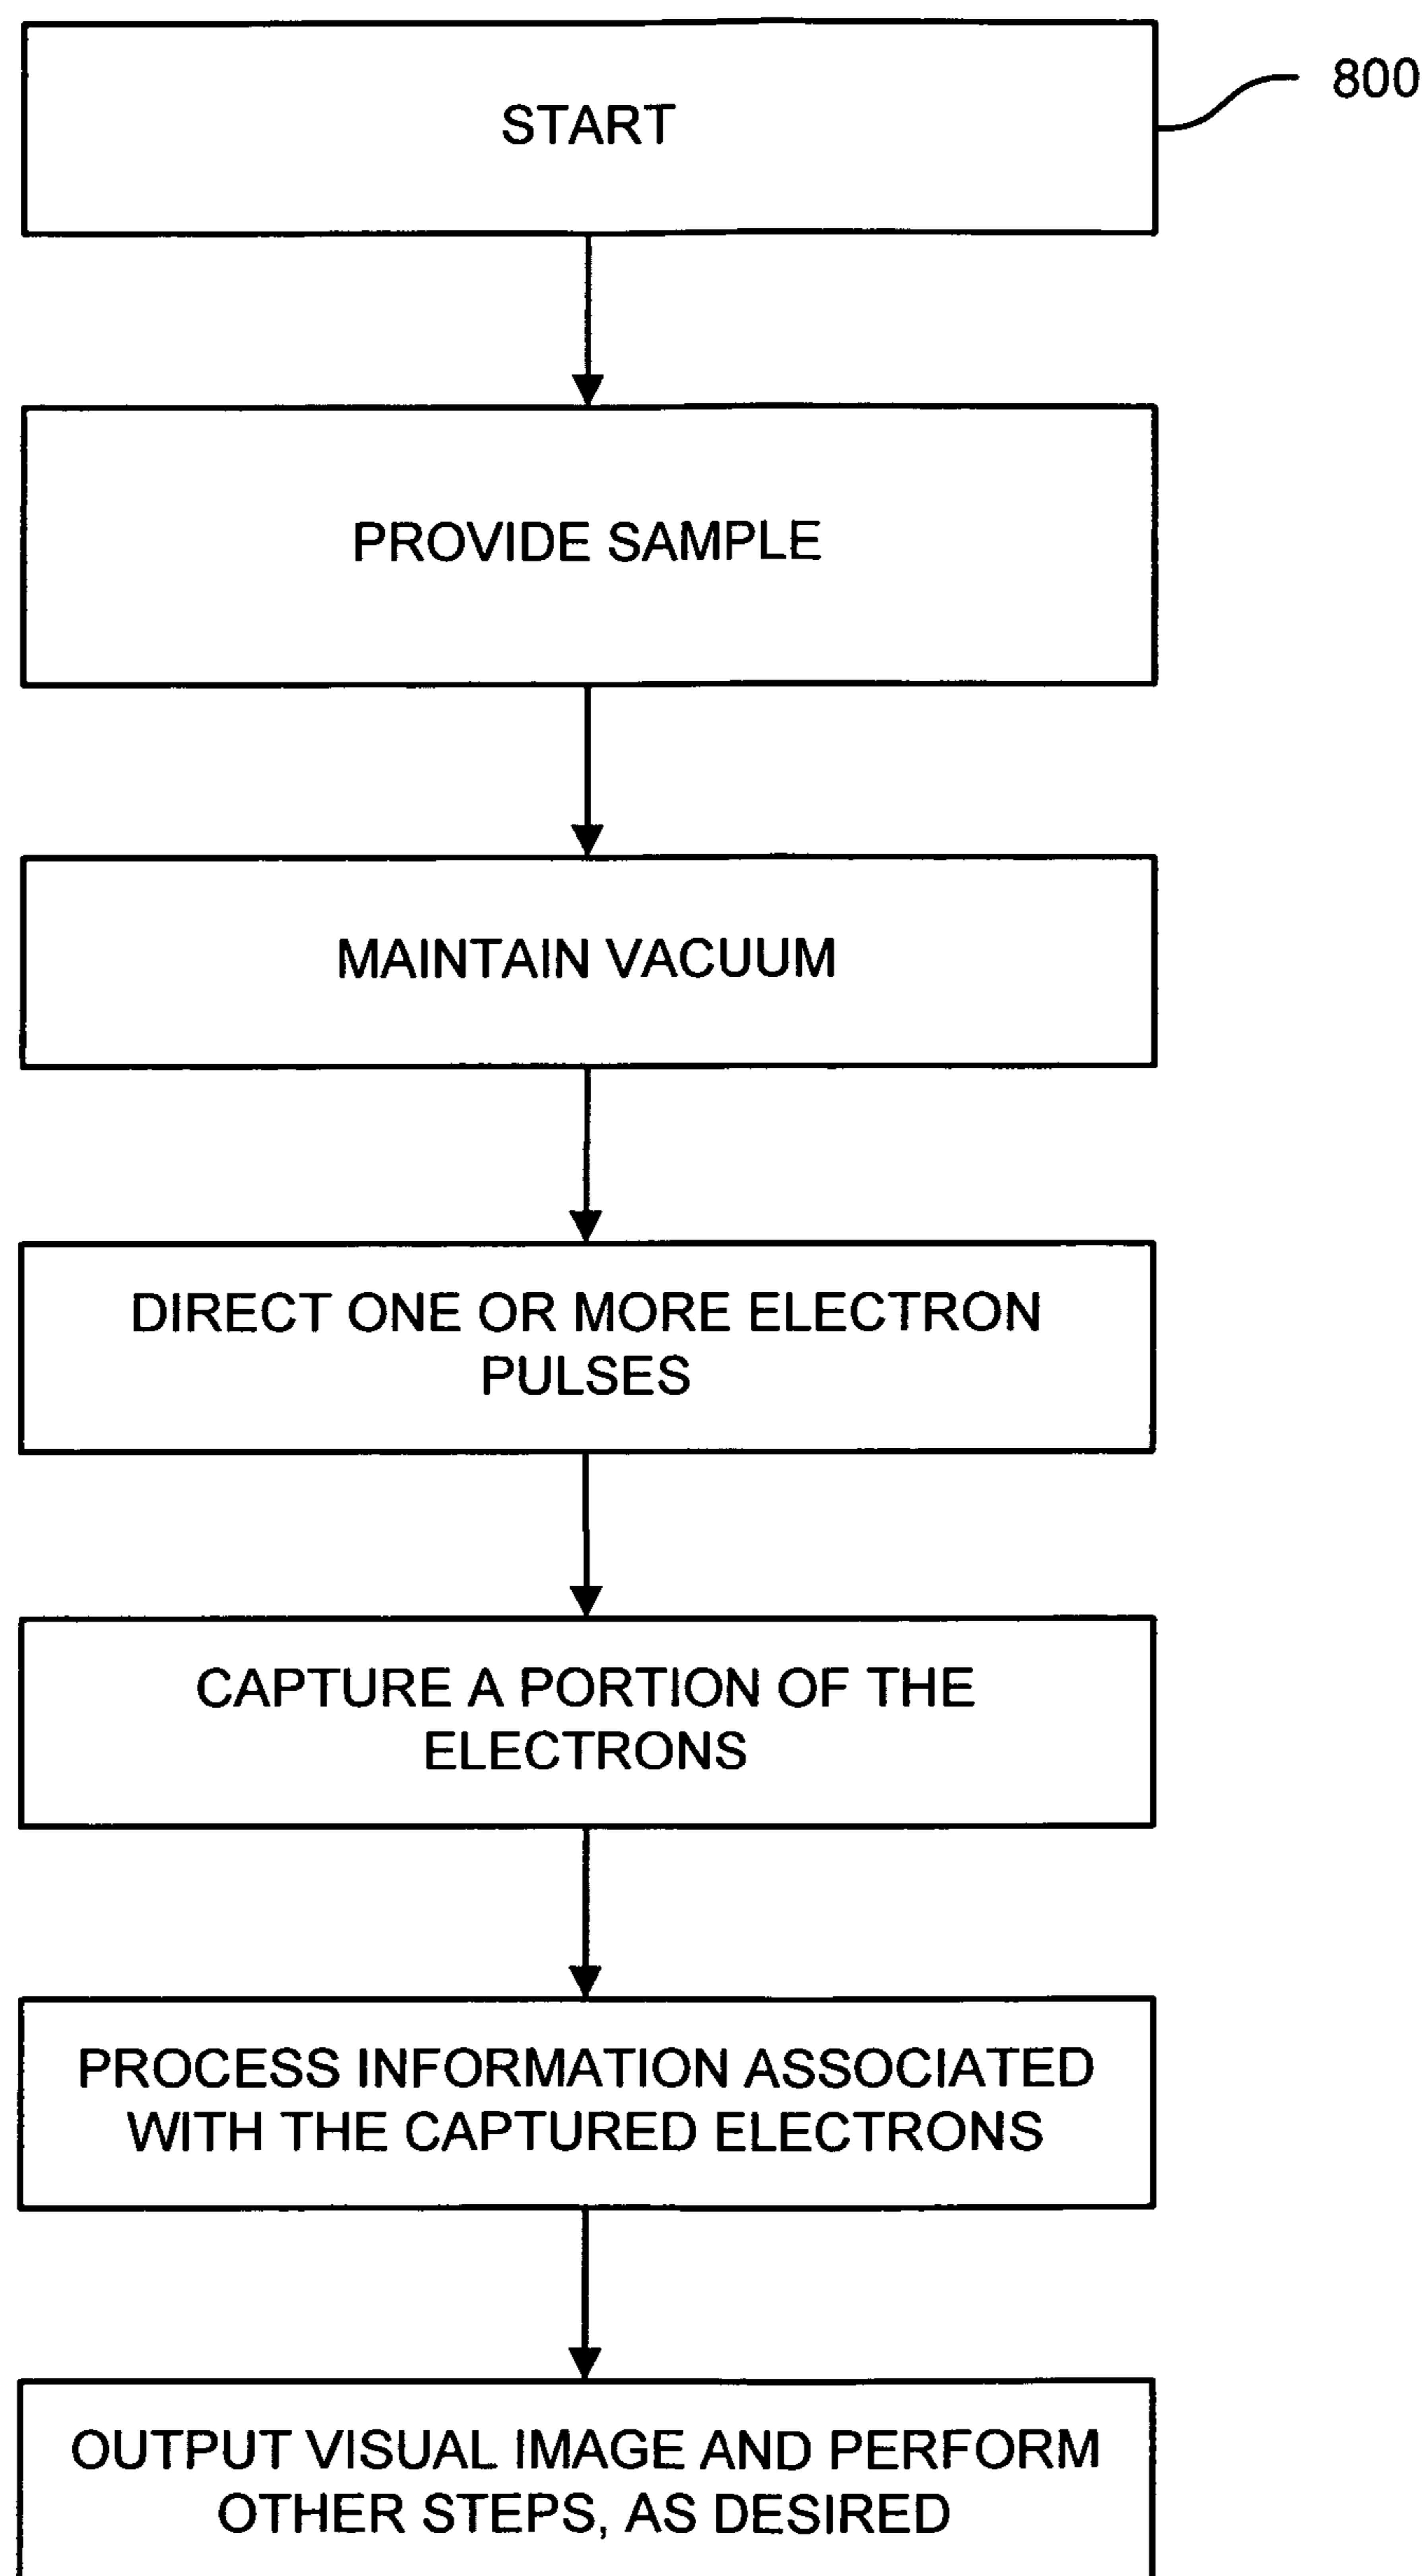 START
800
PROVIDE SAMPLE
MAINTAIN VACUUM
DIRECT ONE OR MORE ELECTRON
PULSES
CAPTURE A PORTION OF THE
ELECTRONS
PROCESS INFORMATION ASSOCIATED
WITH THE CAPTURED ELECTRONS
OUTPUT VISUAL IMAGE AND PERFORM
OTHER STEPS, AS DESIRED